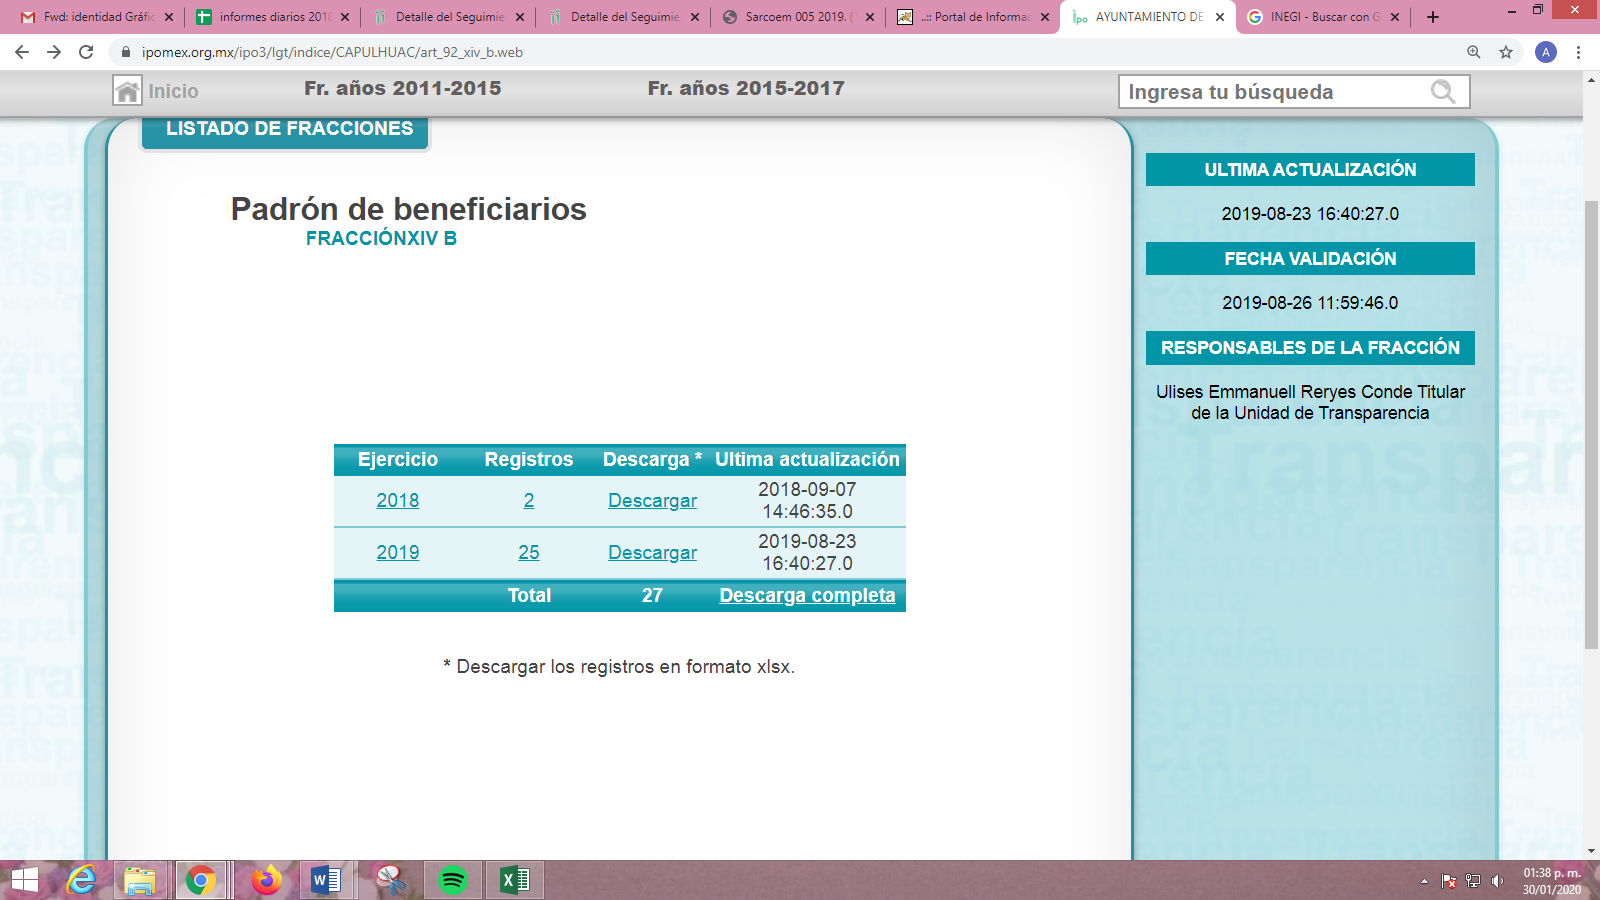 Fwd: identidad Gráfic
informes diarios 2018
Detalle del Seguimie
Detalle del Seguimie
Sarcoem 005 2019. (
..:: Portal de Informac
AYUNTAMIENTO DE
INEGI - Buscar con G
ipomex.org.mx/ipo3/lgt/indice/CAPULHUAC/art_92_xiv_b.web
A
Inicio
Fr. años 2011-2015
Fr. años 2015-2017
Ingresa tu búsqueda
LISTADO DE FRACCIONES
Padrón de beneficiarios
FRACCIÓNXIV B
Ejercicio Registros Descarga * Ultima actualización
2018 2 Descargar 2018-09-07
14:46:35.0
2019 25 Descargar 2019-08-23
16:40:27.0
Total 27 Descarga completa
* Descargar los registros en formato xlsx.
ULTIMA ACTUALIZACIÓN
2019-08-23 16:40:27.0
FECHA VALIDACIÓN
2019-08-26 11:59:46.0
RESPONSABLES DE LA FRACCIÓN
Ulises Emmanuell Reryes Conde Titular
de la Unidad de Transparencia
01:38 p. m.
30/01/2020